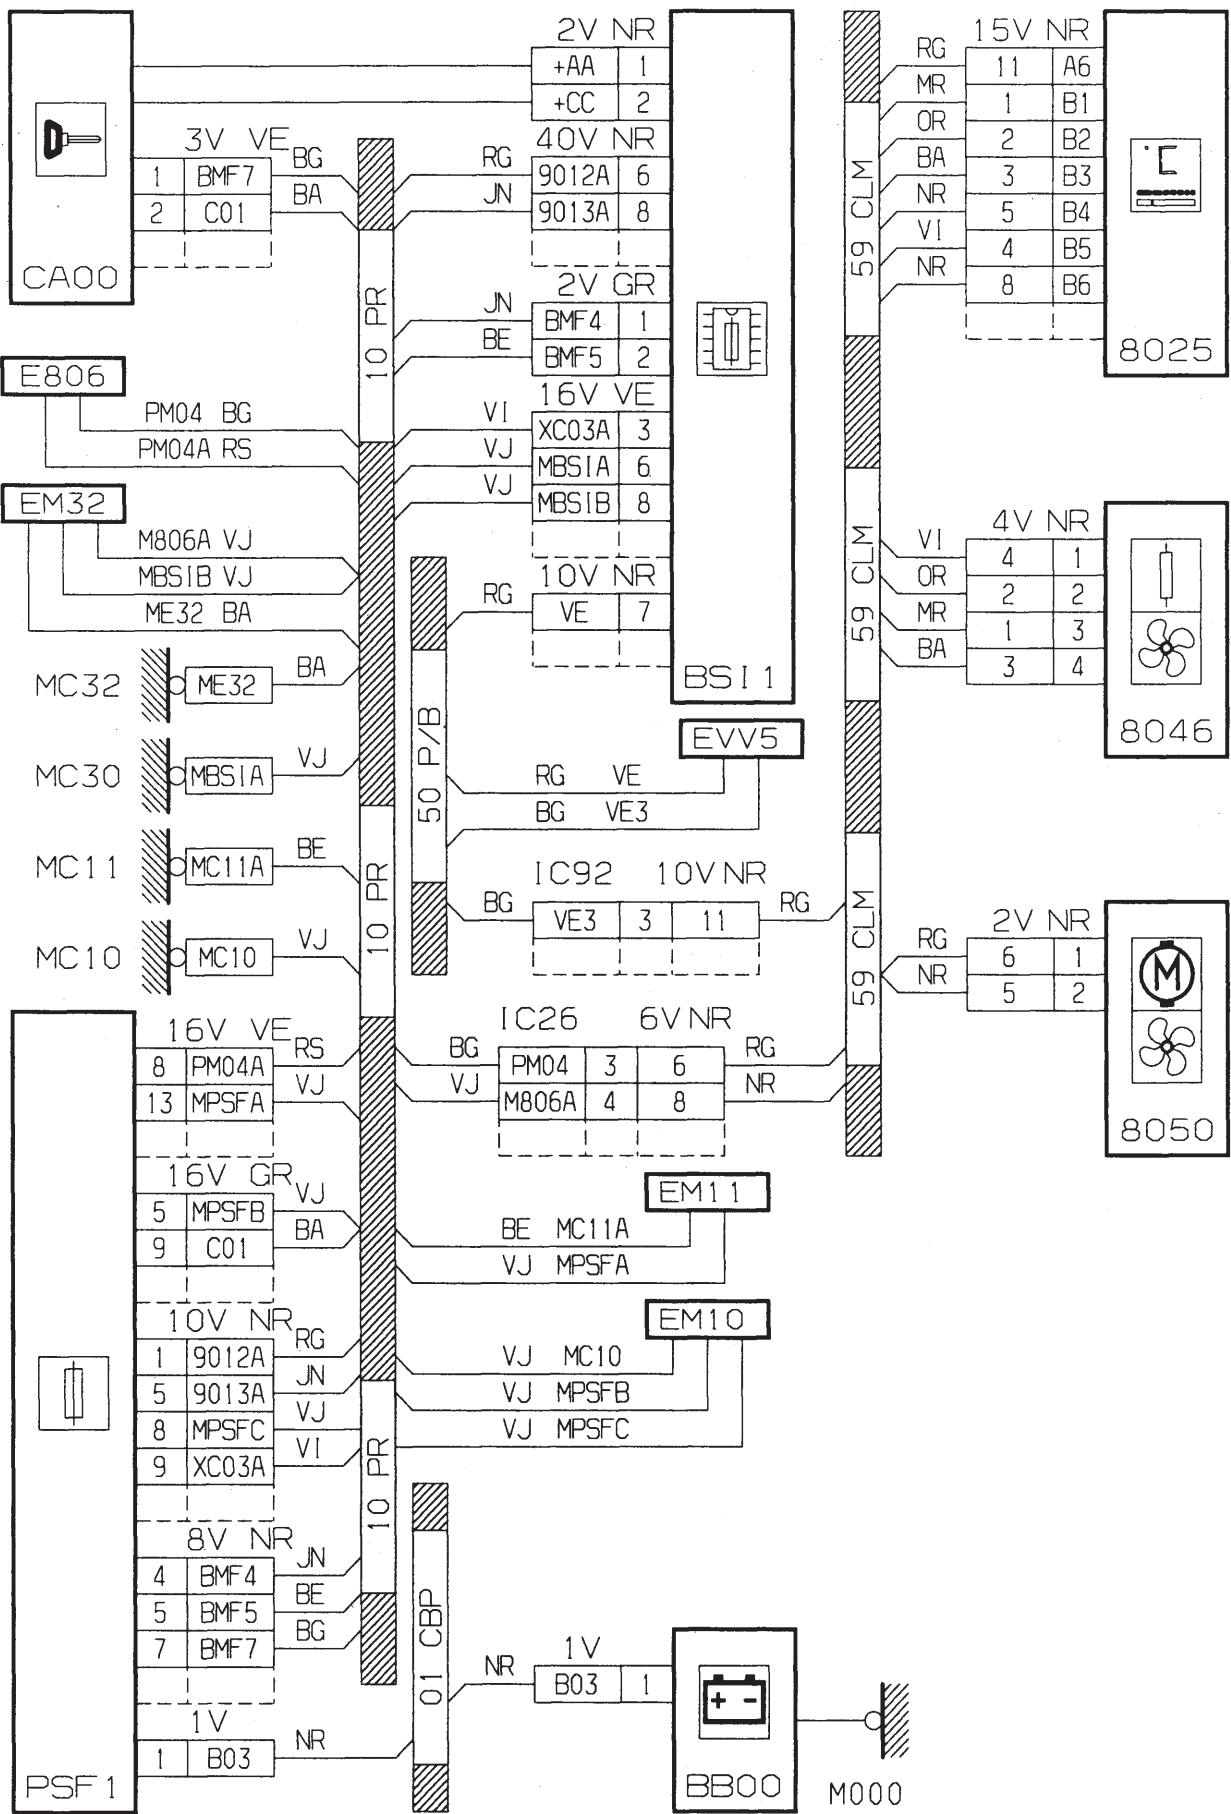 CA00
3V VE
1 BMF7 BG
2 C01 BA
E806
PM04 BG
PM04A RS
EM32
M806A VJ
MBSIB VJ
ME32 BA
MC32 ME32 BA
MC30 MBSIA VJ
MC11 MC11A BE
MC10 MC10 VJ
16V VE
8 PM04A RS
13 MPSFA VJ
16V GR
5 MPSFB VJ
9 C01 BA
10V NR
1 9012A RG
5 9013A JN
8 MPSFC VJ
9 XC03A VI
8V NR
4 BMF4 JN
5 BMF5 BE
7 BMF7 BG
1V
1 B03 NR
PSF1
10 PR
10 PR
10 PR
2V NR
+AA 1
+CC 2
40V NR
RG 9012A 6
JN 9013A 8
2V GR
JN BMF4 1
BE BMF5 2
16V VE
VI XC03A 3
VJ MBSIA 6
VJ MBSIB 8
10V NR
RG VE 7
BSI1
50 P/B
EVV5
RG VE
BG VE3
IC92 10V NR
BG VE3 3 11 RG
IC26 6V NR
BG PM04 3 6 RG
VJ M806A 4 8 NR
EM11
BE MC11A
VJ MPSFA
EM10
VJ MC10
VJ MPSFB
VJ MPSFC
01 CBP
1V
NR B03 1
BB00
+ -
M000
59 CLM
59 CLM
59 CLM
15V NR
RG 11 A6
MR 1 B1
OR 2 B2
BA 3 B3
NR 5 B4
VI 4 B5
NR 8 B6
°C
8025
4V NR
VI 4 1
OR 2 2
MR 1 3
BA 3 4
8046
2V NR
RG 6 1
NR 5 2
M
8050